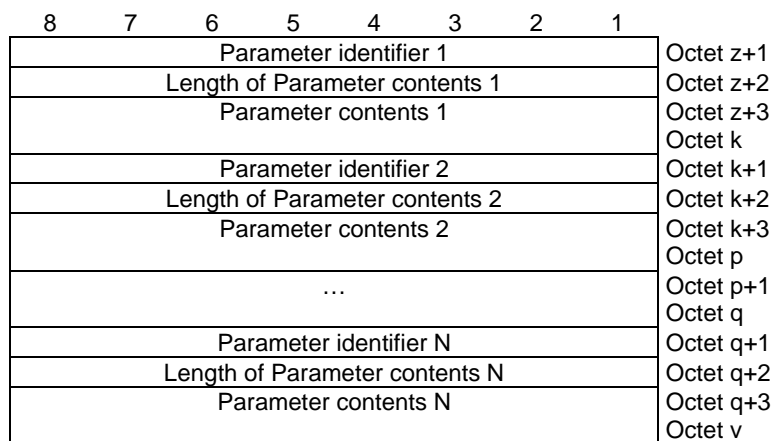 8 7 6 5 4 3 2 1
Parameter identifier 1 Octet z+1
Length of Parameter contents 1 Octet z+2
Parameter contents 1 Octet z+3
Octet k
Parameter identifier 2 Octet k+1
Length of Parameter contents 2 Octet k+2
Parameter contents 2 Octet k+3
Octet p
… Octet p+1
Octet q
Parameter identifier N Octet q+1
Length of Parameter contents N Octet q+2
Parameter contents N Octet q+3
Octet v